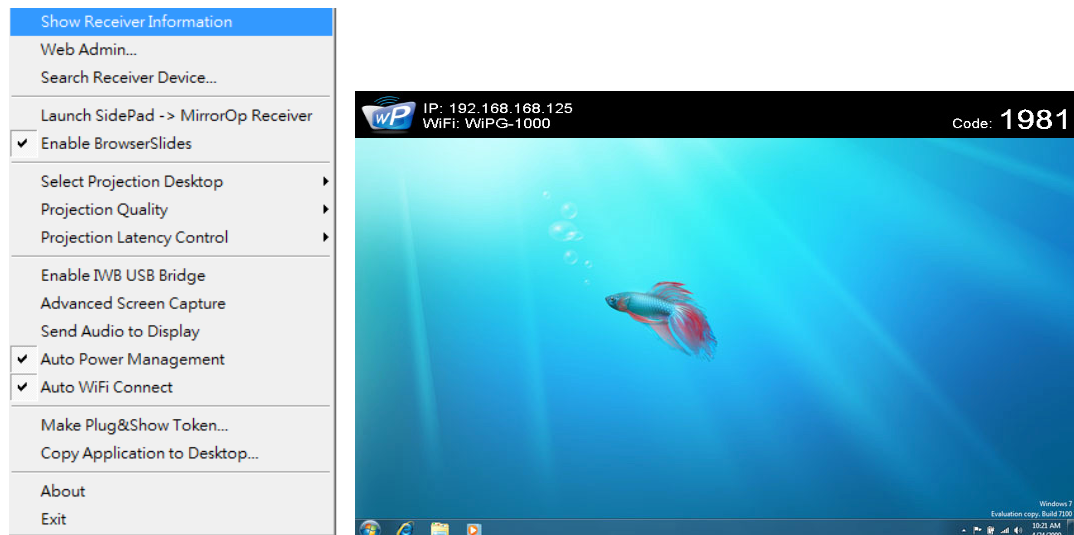 Show Receiver Information
Web Admin...
Search Receiver Device...
Launch SidePad -> MirrorOp Receiver
Enable BrowserSlides
Select Projection Desktop
Projection Quality
Projection Latency Control
Enable IWB USB Bridge
Advanced Screen Capture
Send Audio to Display
Auto Power Management
Auto WiFi Connect
Make Plug&Show Token...
Copy Application to Desktop...
About
Exit
wP
IP: 192.168.168.125
WiFi: WiPG-1000
Code: 1981
Windows 7
Evaluation copy. Build 7100
10:21 AM